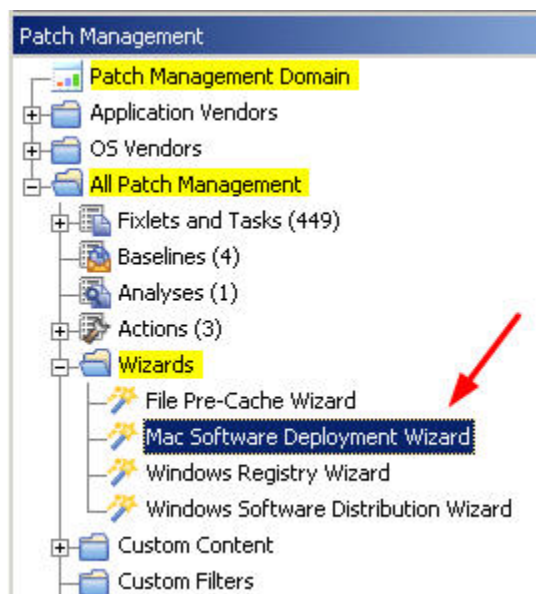 Patch Management
Patch Management Domain
Application Vendors
OS Vendors
All Patch Management
Fixlets and Tasks (449)
Baselines (4)
Analyses (1)
Actions (3)
Wizards
File Pre-Cache Wizard
Mac Software Deployment Wizard
Windows Registry Wizard
Windows Software Distribution Wizard
Custom Content
Custom Filters